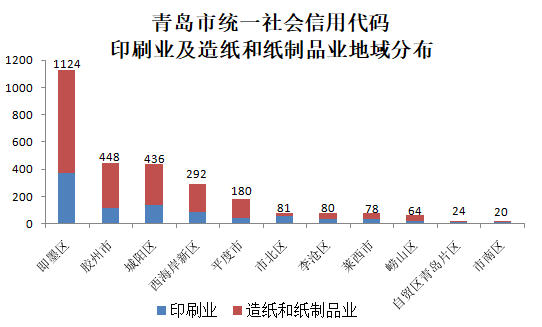 青岛市统一社会信用代码
印刷业及造纸和纸制品业地域分布
1200
1000
800
600
400
200
0
1124
448
436
292
180
81
80
78
64
24
20
即墨区
胶州市
城阳区
西海岸新区
平度市
市北区
李沧区
莱西市
崂山区
自贸区青岛片区
市南区
印刷业 造纸和纸制品业